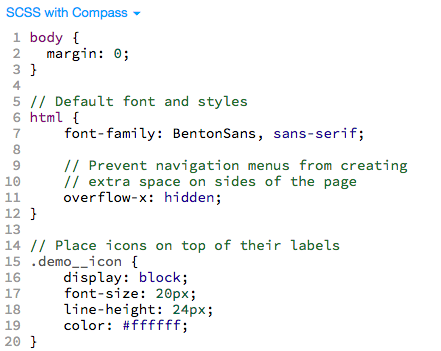 SCSS with Compass
1 body {
2   margin: 0;
3 }
4
5 // Default font and styles
6 html {
7     font-family: BentonSans, sans-serif;
8
9     // Prevent navigation menus from creating
10     // extra space on sides of the page
11     overflow-x: hidden;
12 }
13
14 // Place icons on top of their labels
15 .demo__icon {
16     display: block;
17     font-size: 20px;
18     line-height: 24px;
19     color: #ffffff;
20 }